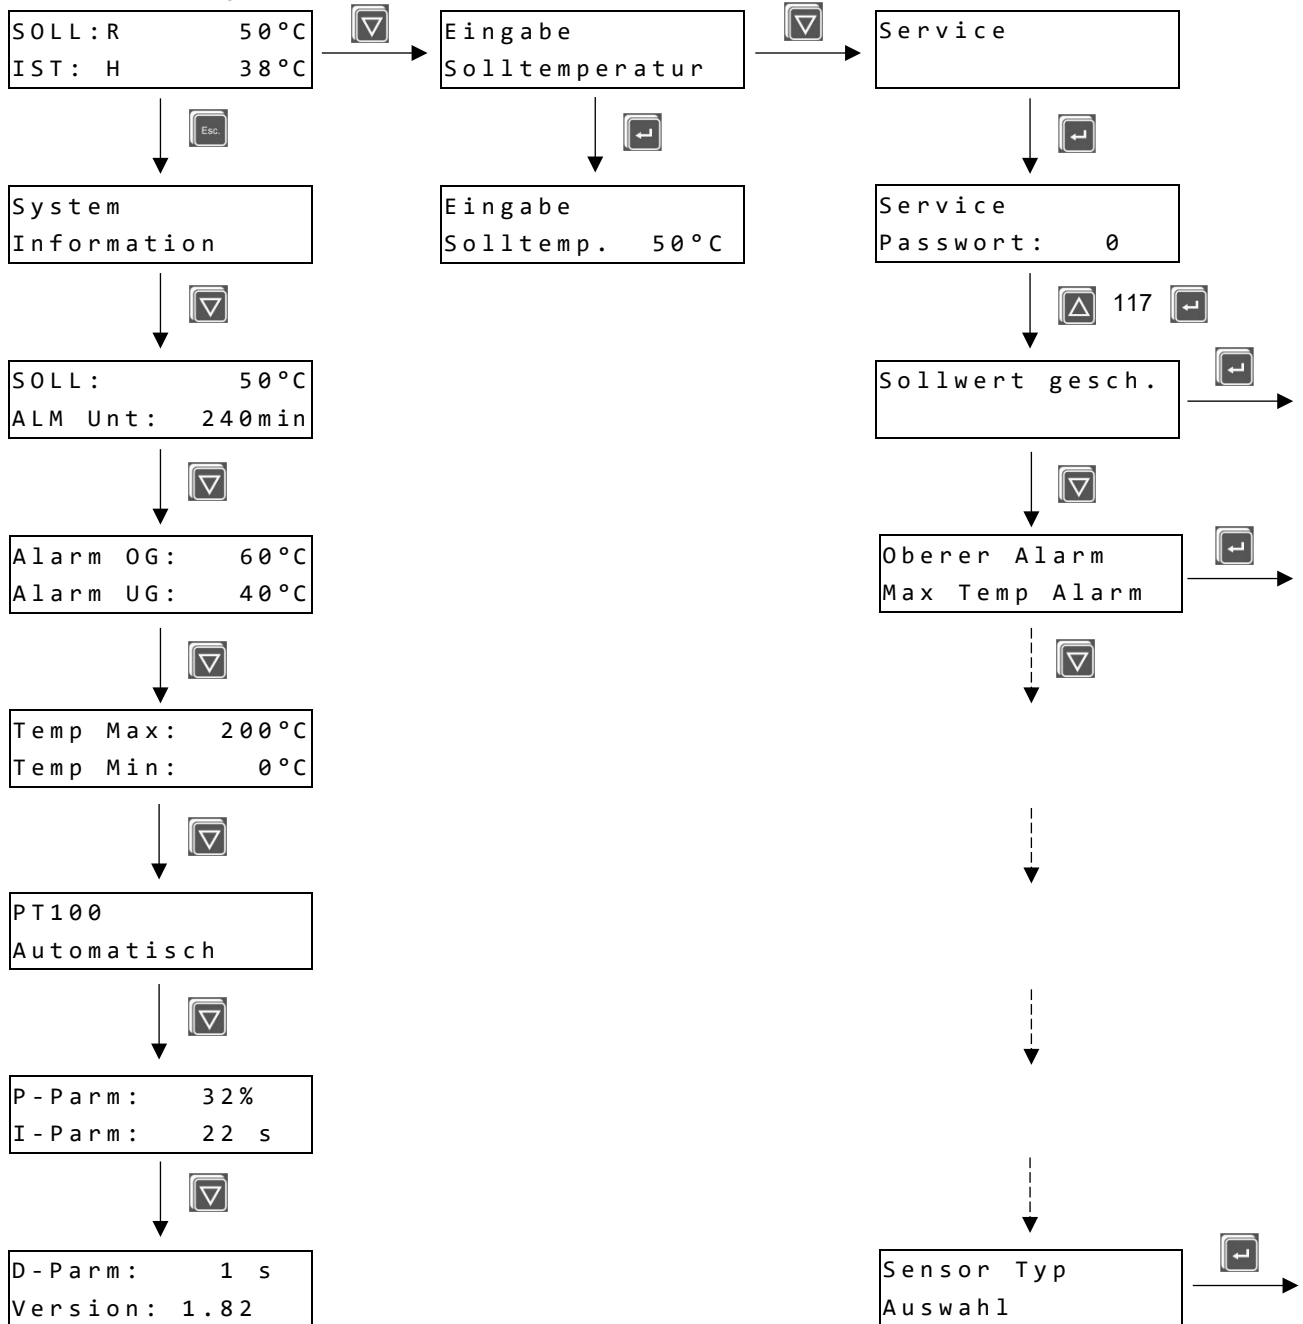 SOLL:R 50°C
IST: H 38°C
Eingabe
Solltemperatur
Service
Esc.
System
Information
Eingabe
Solltemp. 50°C
Service
Passwort: 0
117
SOLL: 50°C
ALM Unt: 240min
Sollwert gesch.
Alarm OG: 60°C
Alarm UG: 40°C
Oberer Alarm
Max Temp Alarm
Temp Max: 200°C
Temp Min: 0°C
PT100
Automatisch
P-Parm: 32%
I-Parm: 22 s
D-Parm: 1 s
Version: 1.82
Sensor Typ
Auswahl